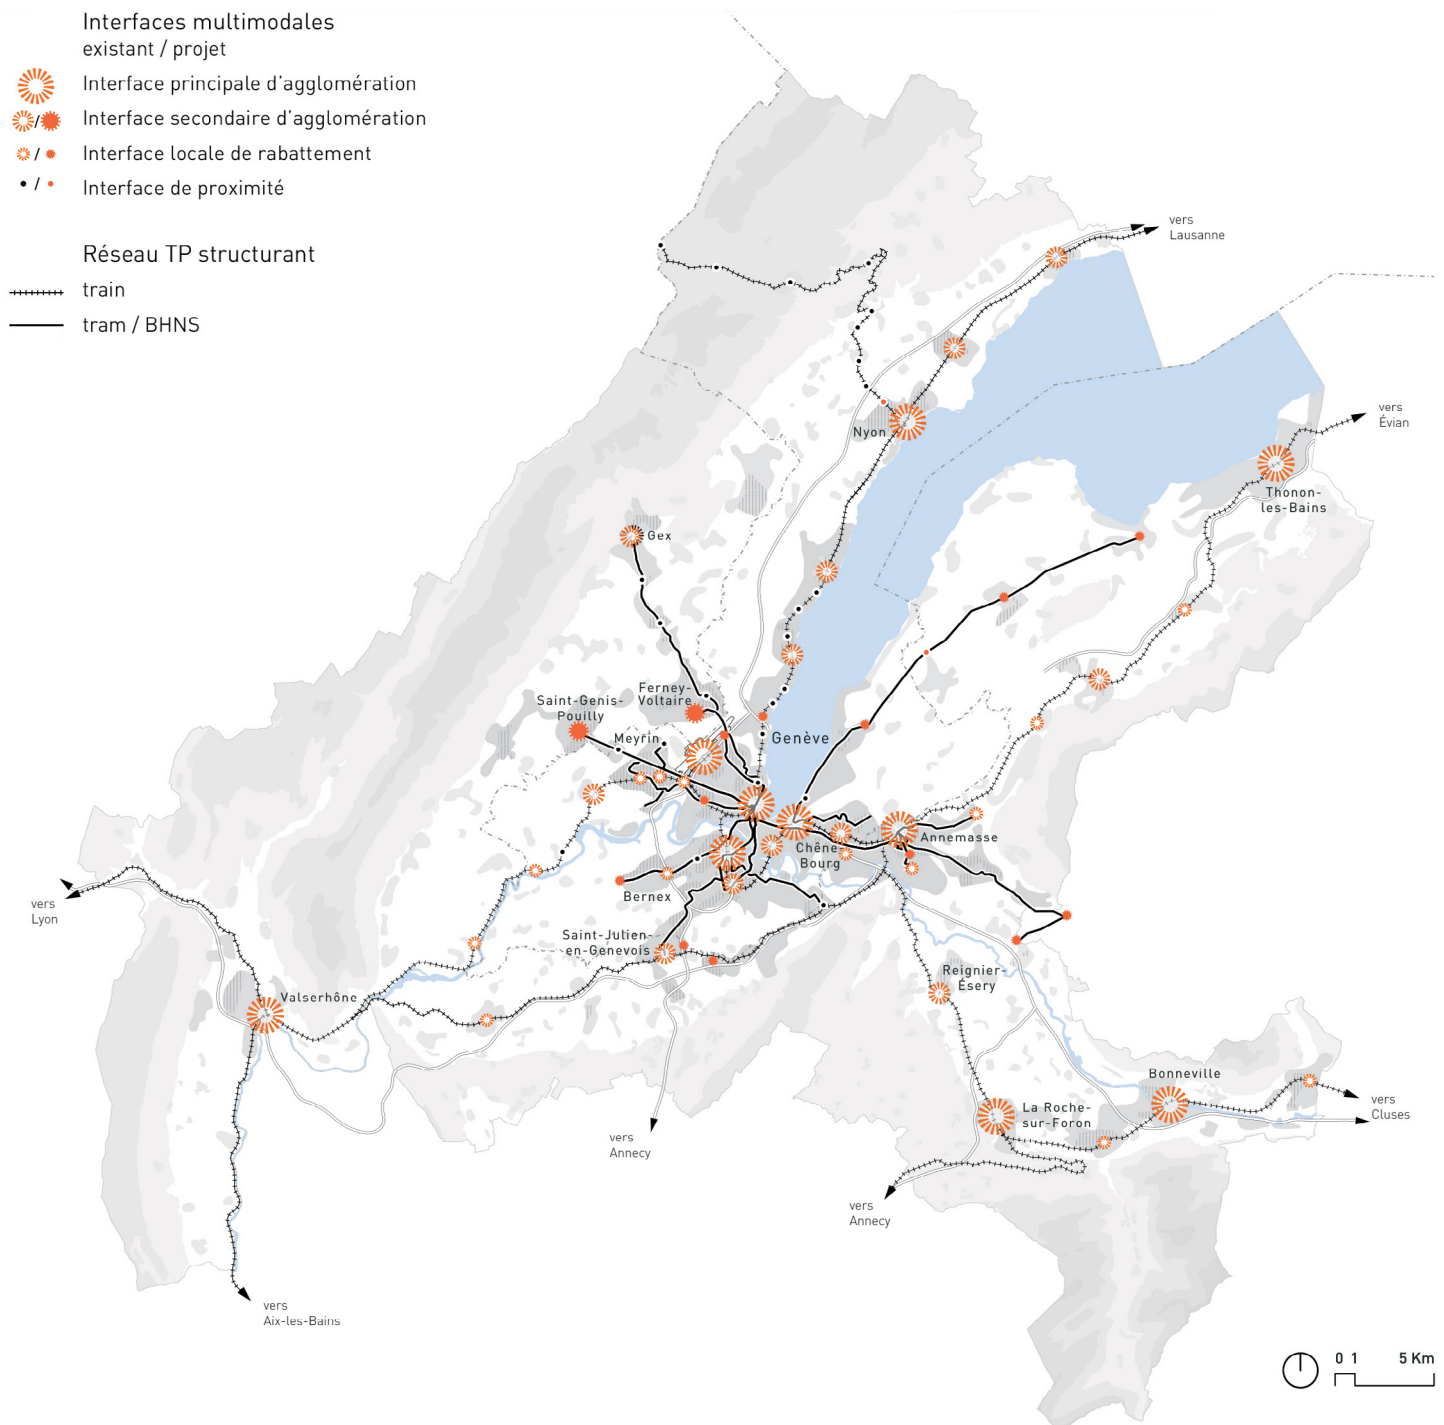 Interfaces multimodales
existant / projet
Interface principale d'agglomération
/
Interface secondaire d'agglomération
/
Interface locale de rabattement
/
Interface de proximité
Réseau TP structurant
train
tram / BHNS
vers
Lausanne
vers
Évian
Nyon
Thonon-
les-Bains
Gex
Ferney-
Voltaire
Saint-Genis-
Pouilly
Meyrin
Genève
Annemasse
Chêne
Bourg
Bernex
vers
Lyon
Saint-Julien-
en-Genevois
Reignier-
Ésery
Valserhône
Bonneville
La Roche-
sur-Foron
vers
Cluses
vers
Annecy
vers
Annecy
vers
Aix-les-Bains
0 1 5 Km